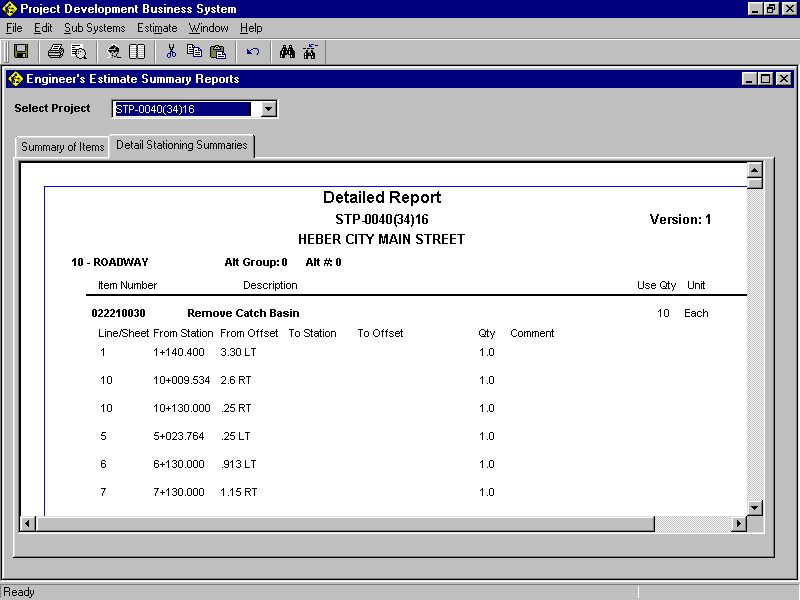 Project Development Business System
File Edit Sub Systems Estimate Window Help
Engineer's Estimate Summary Reports
Select Project STP-0040(34)16
Summary of Items Detail Stationing Summaries
Detailed Report
STP-0040(34)16 Version: 1
HEBER CITY MAIN STREET
10 - ROADWAY Alt Group: 0 Alt #: 0
Item Number Description Use Qty Unit
022210030 Remove Catch Basin 10 Each
Line/Sheet From Station From Offset To Station To Offset Qty Comment
1 1+140.400 3.30 LT 1.0
10 10+009.534 2.6 RT 1.0
10 10+130.000 .25 RT 1.0
5 5+023.764 .25 LT 1.0
6 6+130.000 .913 LT 1.0
7 7+130.000 1.15 RT 1.0
Ready